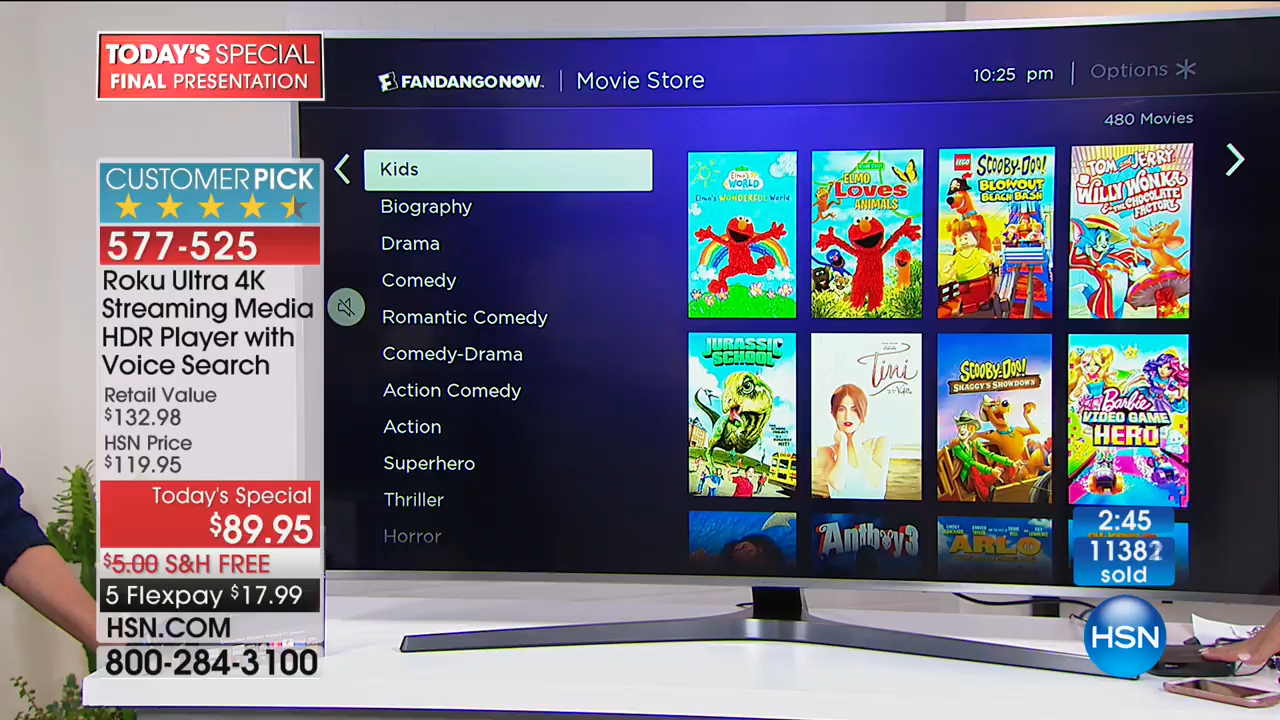 TODAY'S SPECIAL
FINAL PRESENTATION
CUSTOMER PICK
577-525
Roku Ultra 4K
Streaming Media
HDR Player with
Voice Search
Retail Value
$132.98
HSN Price
$119.95
Today's Special
$89.95
$5.00 S&H FREE
5 Flexpay $17.99
HSN.COM
800-284-3100
FANDANGONOW | Movie Store
10:25 pm | Options
480 Movies
Kids
Biography
Drama
Comedy
Romantic Comedy
Comedy-Drama
Action Comedy
Action
Superhero
Thriller
Horror
Elmo's
WORLD
Elmo's WONDERFUL World
ELMO
Loves
ANIMALS
LEGO
SCOOBY-DOO!
BLOWOUT
BEACH BASH
TOM and JERRY
WILLY WONKA
& THE CHOCOLATE
FACTORY
JURASSIC
SCHOOL
Tini
SCOOBY-DOO!
SHAGGY'S SHOWDOWN
Barbie
VIDEO GAME
HERO
Antboy3
ARLO
2:45
11382
sold
HSN